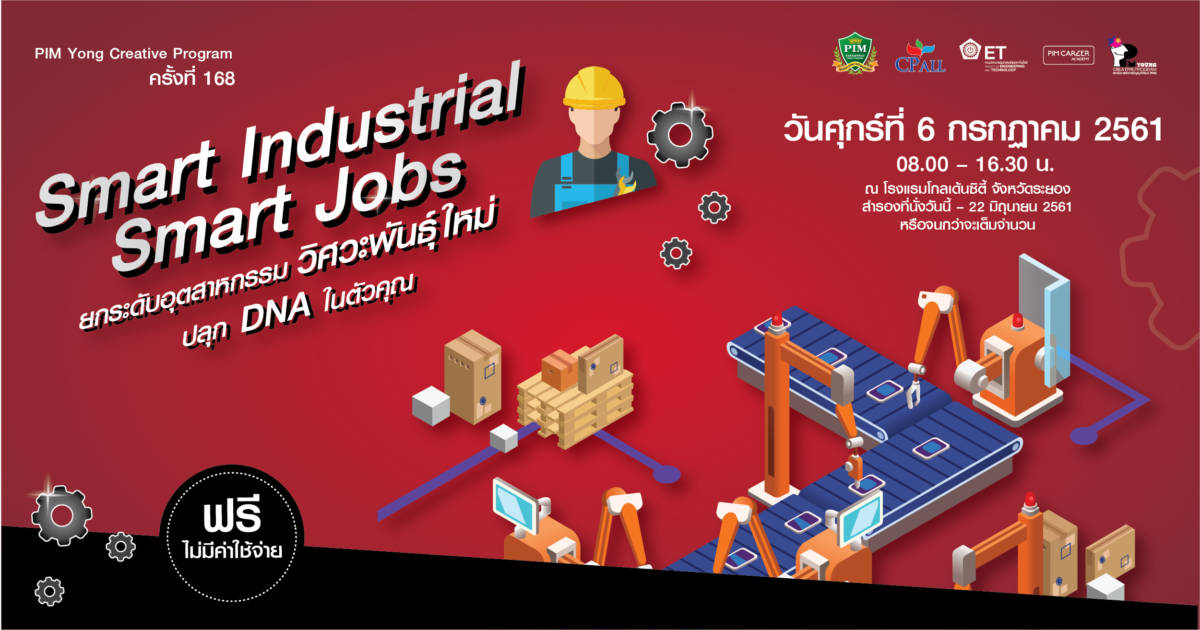 PIM Yong Creative Program
ครั้งที่ 168
Smart Industrial
Smart Jobs
ยกระดับอุตสาหกรรม วิศวะพันธุ์ใหม่
ปลุก DNA ในตัวคุณ
PIM
CP ALL
ET
PIM CAREER
ACADEMY
YOUNG
CREATIVE PROGRAM
วันศุกร์ที่ 6 กรกฏาคม 2561
08.00 – 16.30 น.
ณ โรงแรมโกลเด้นซิตี้ จังหวัดระยอง
สำรองที่นั่งวันนี้ – 22 มิถุนายน 2561
หรือจนกว่าจะเต็มจำนวน
ฟรี
ไม่มีค่าใช้จ่าย